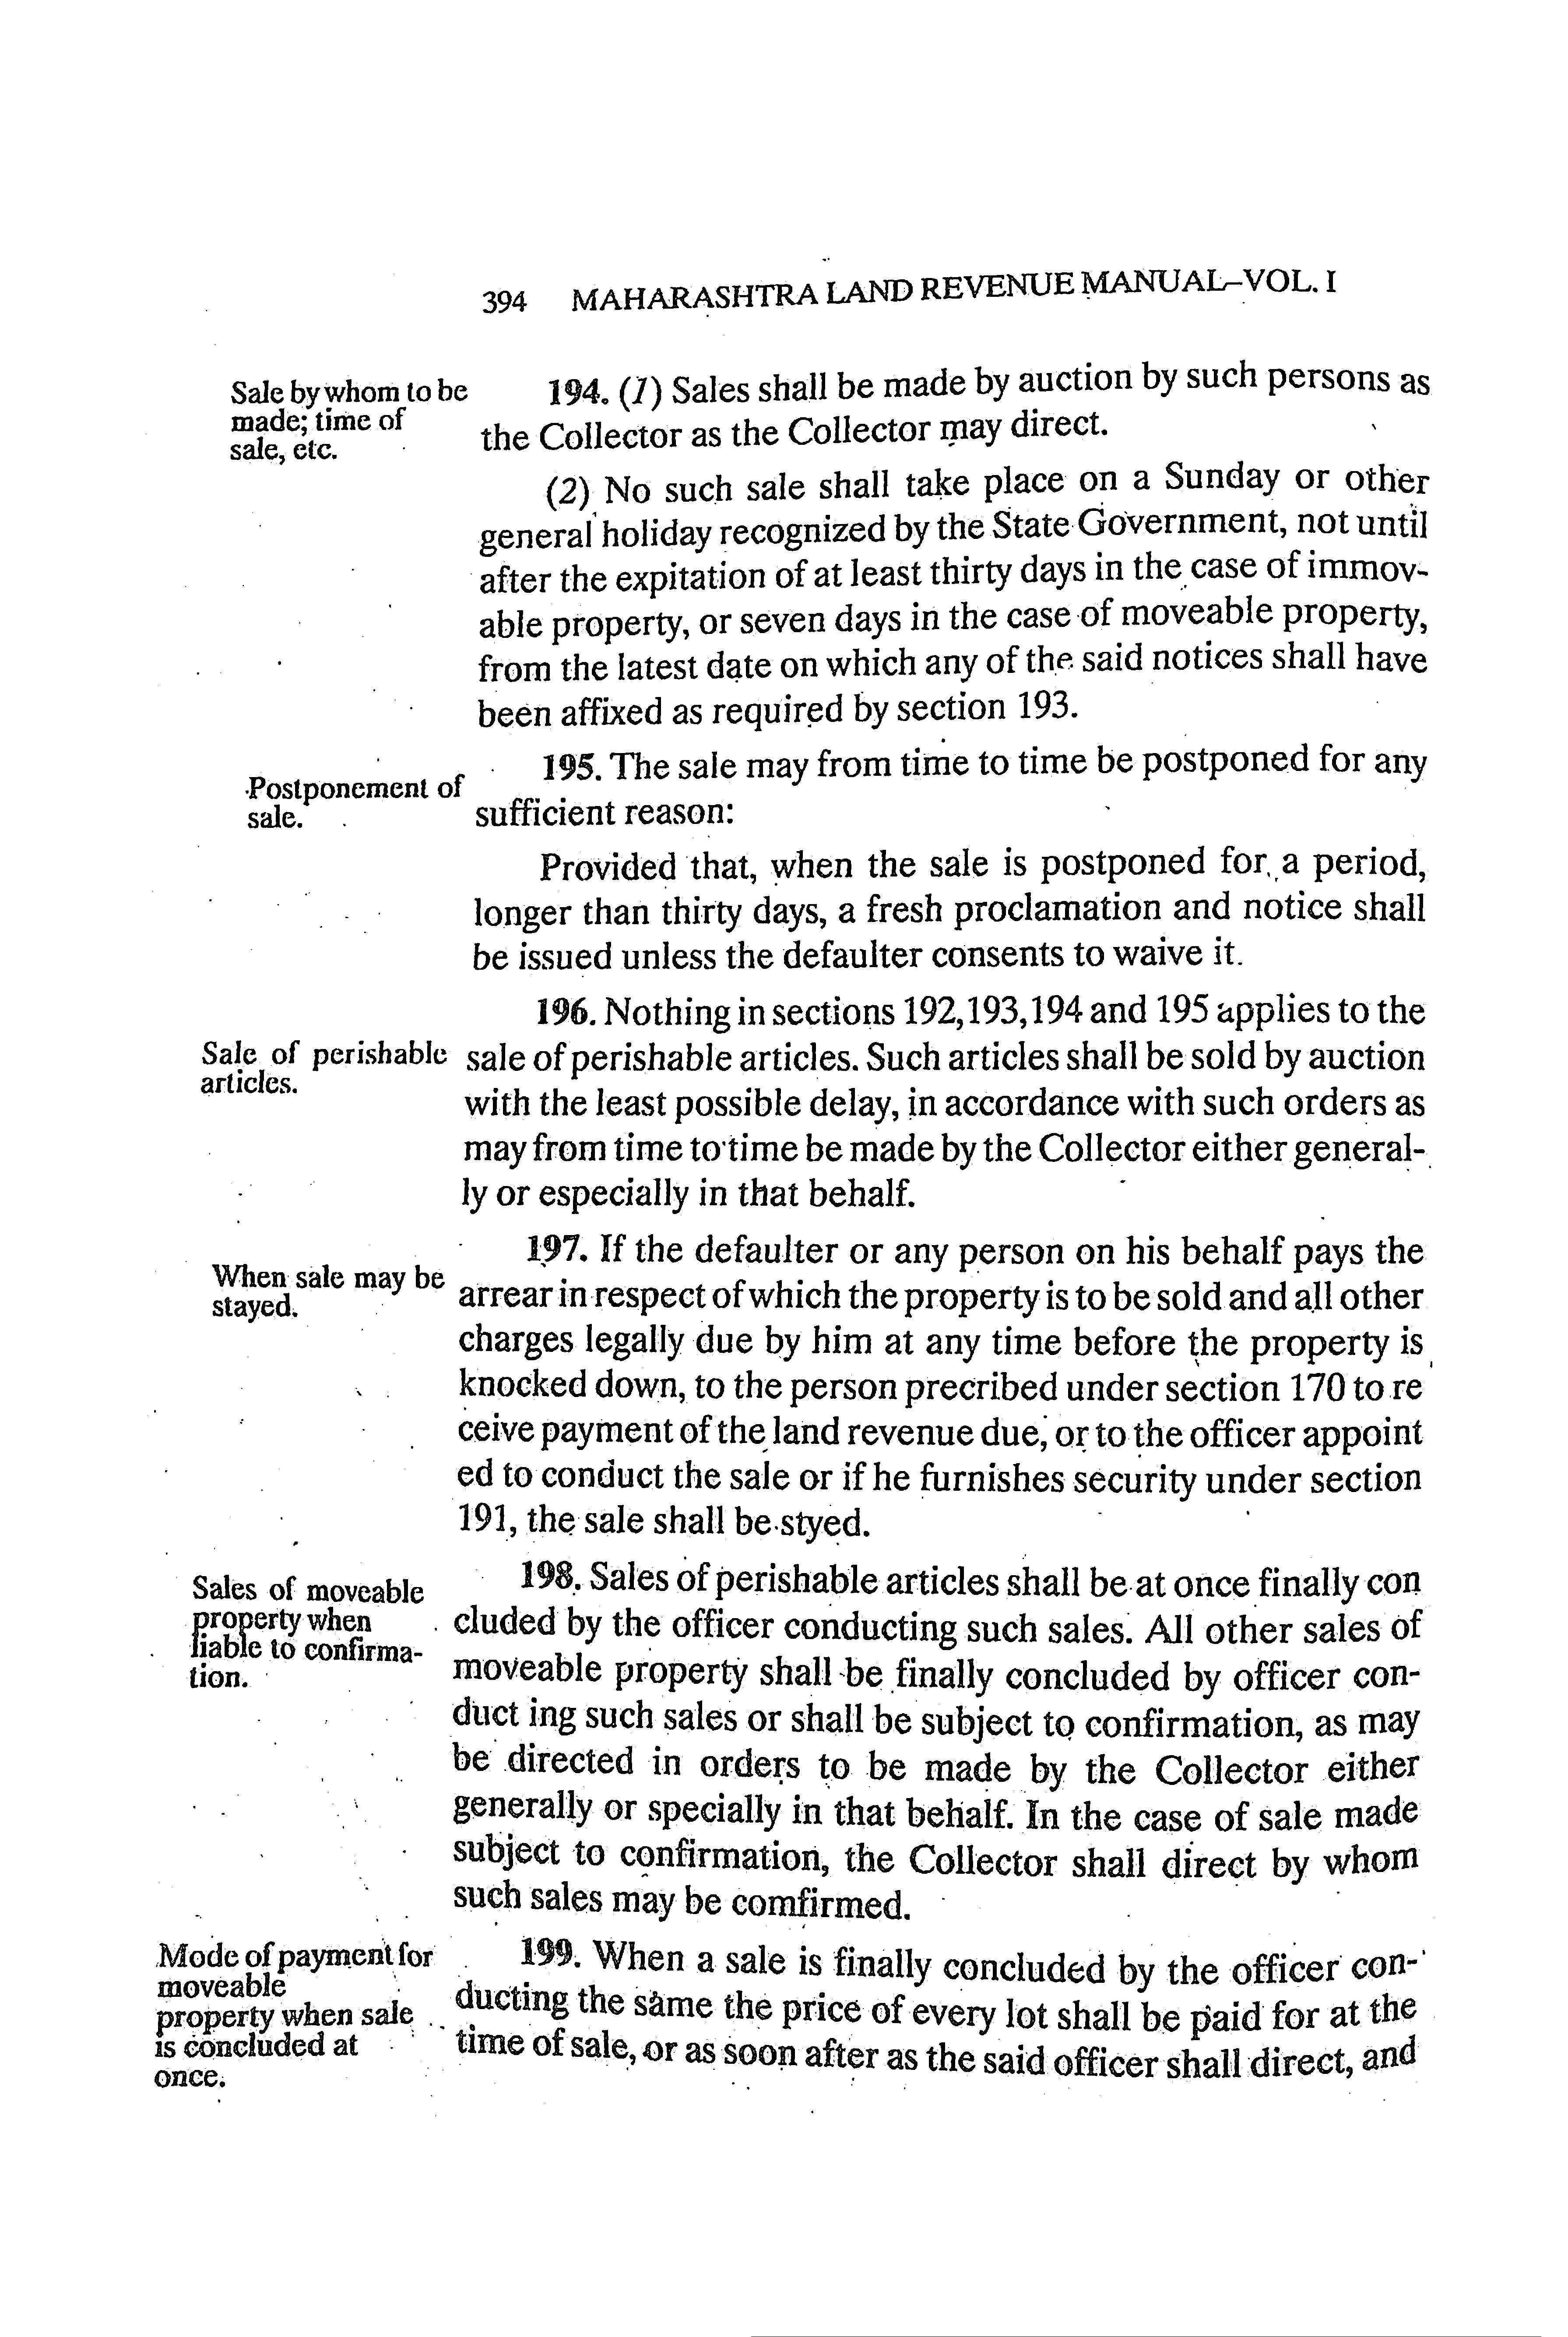 394 MAHARASHTRA LAND REVENUE MANUAL–VOL. I
Sale by whom to be
made; time of
sale, etc.
194. (1) Sales shall be made by auction by such persons as
the Collector as the Collector may direct.
(2) No such sale shall take place on a Sunday or other
general holiday recognized by the State Government, not until
after the expitation of at least thirty days in the case of immov-
able property, or seven days in the case of moveable property,
from the latest date on which any of the said notices shall have
been affixed as required by section 193.
Postponement of
sale.
195. The sale may from time to time be postponed for any
sufficient reason:
Provided that, when the sale is postponed for a period,
longer than thirty days, a fresh proclamation and notice shall
be issued unless the defaulter consents to waive it.
Sale of perishable
articles.
196. Nothing in sections 192,193,194 and 195 applies to the
sale of perishable articles. Such articles shall be sold by auction
with the least possible delay, in accordance with such orders as
may from time to time be made by the Collector either general-
ly or especially in that behalf.
When sale may be
stayed.
197. If the defaulter or any person on his behalf pays the
arrear in respect of which the property is to be sold and all other
charges legally due by him at any time before the property is
knocked down, to the person precribed under section 170 to re
ceive payment of the land revenue due, or to the officer appoint
ed to conduct the sale or if he furnishes security under section
191, the sale shall be styed.
Sales of moveable
property when
liable to confirma-
tion.
198. Sales of perishable articles shall be at once finally con
cluded by the officer conducting such sales. All other sales of
moveable property shall be finally concluded by officer con-
duct ing such sales or shall be subject to confirmation, as may
be directed in orders to be made by the Collector either
generally or specially in that behalf. In the case of sale made
subject to confirmation, the Collector shall direct by whom
such sales may be comfirmed.
Mode of payment for
moveable
property when sale
is concluded at
once.
199. When a sale is finally concluded by the officer con-
ducting the same the price of every lot shall be paid for at the
time of sale, or as soon after as the said officer shall direct, and